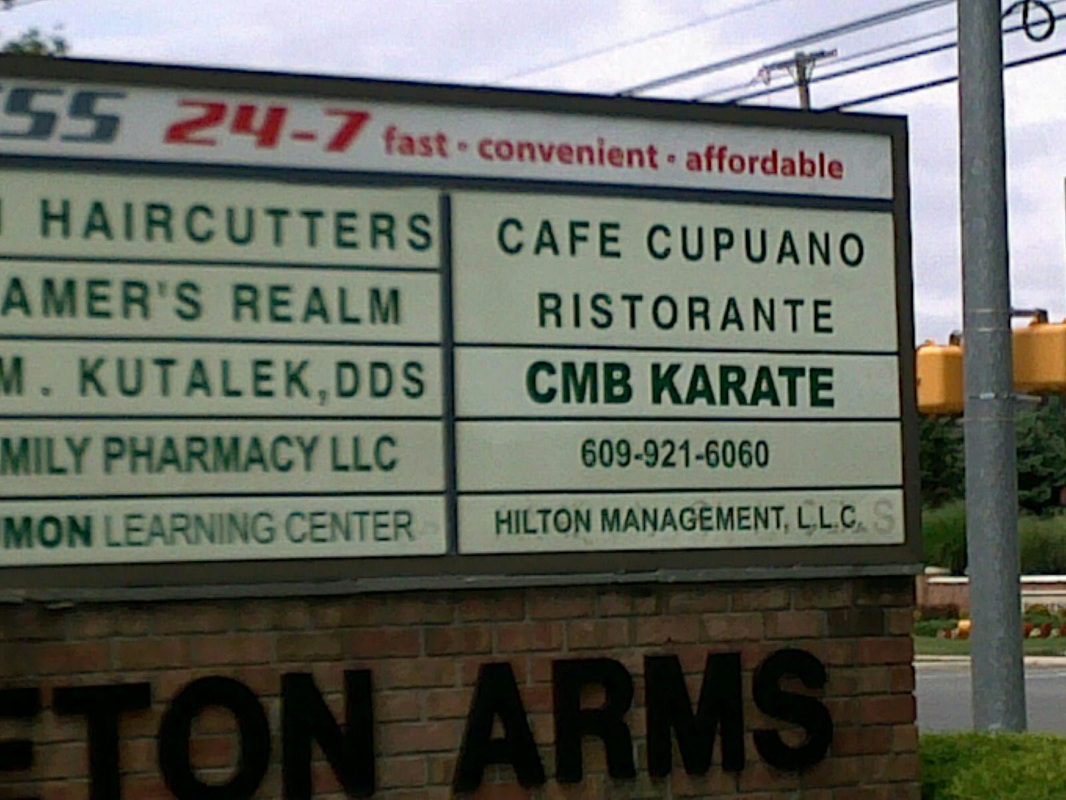 ESS 24-7 fast • convenient • affordable
HAIRCUTTERS
AMER'S REALM
M. KUTALEK,DDS
MILY PHARMACY LLC
MON LEARNING CENTER
CAFE CUPUANO
RISTORANTE
CMB KARATE
609-921-6060
HILTON MANAGEMENT, L.L.C.
ETON ARMS